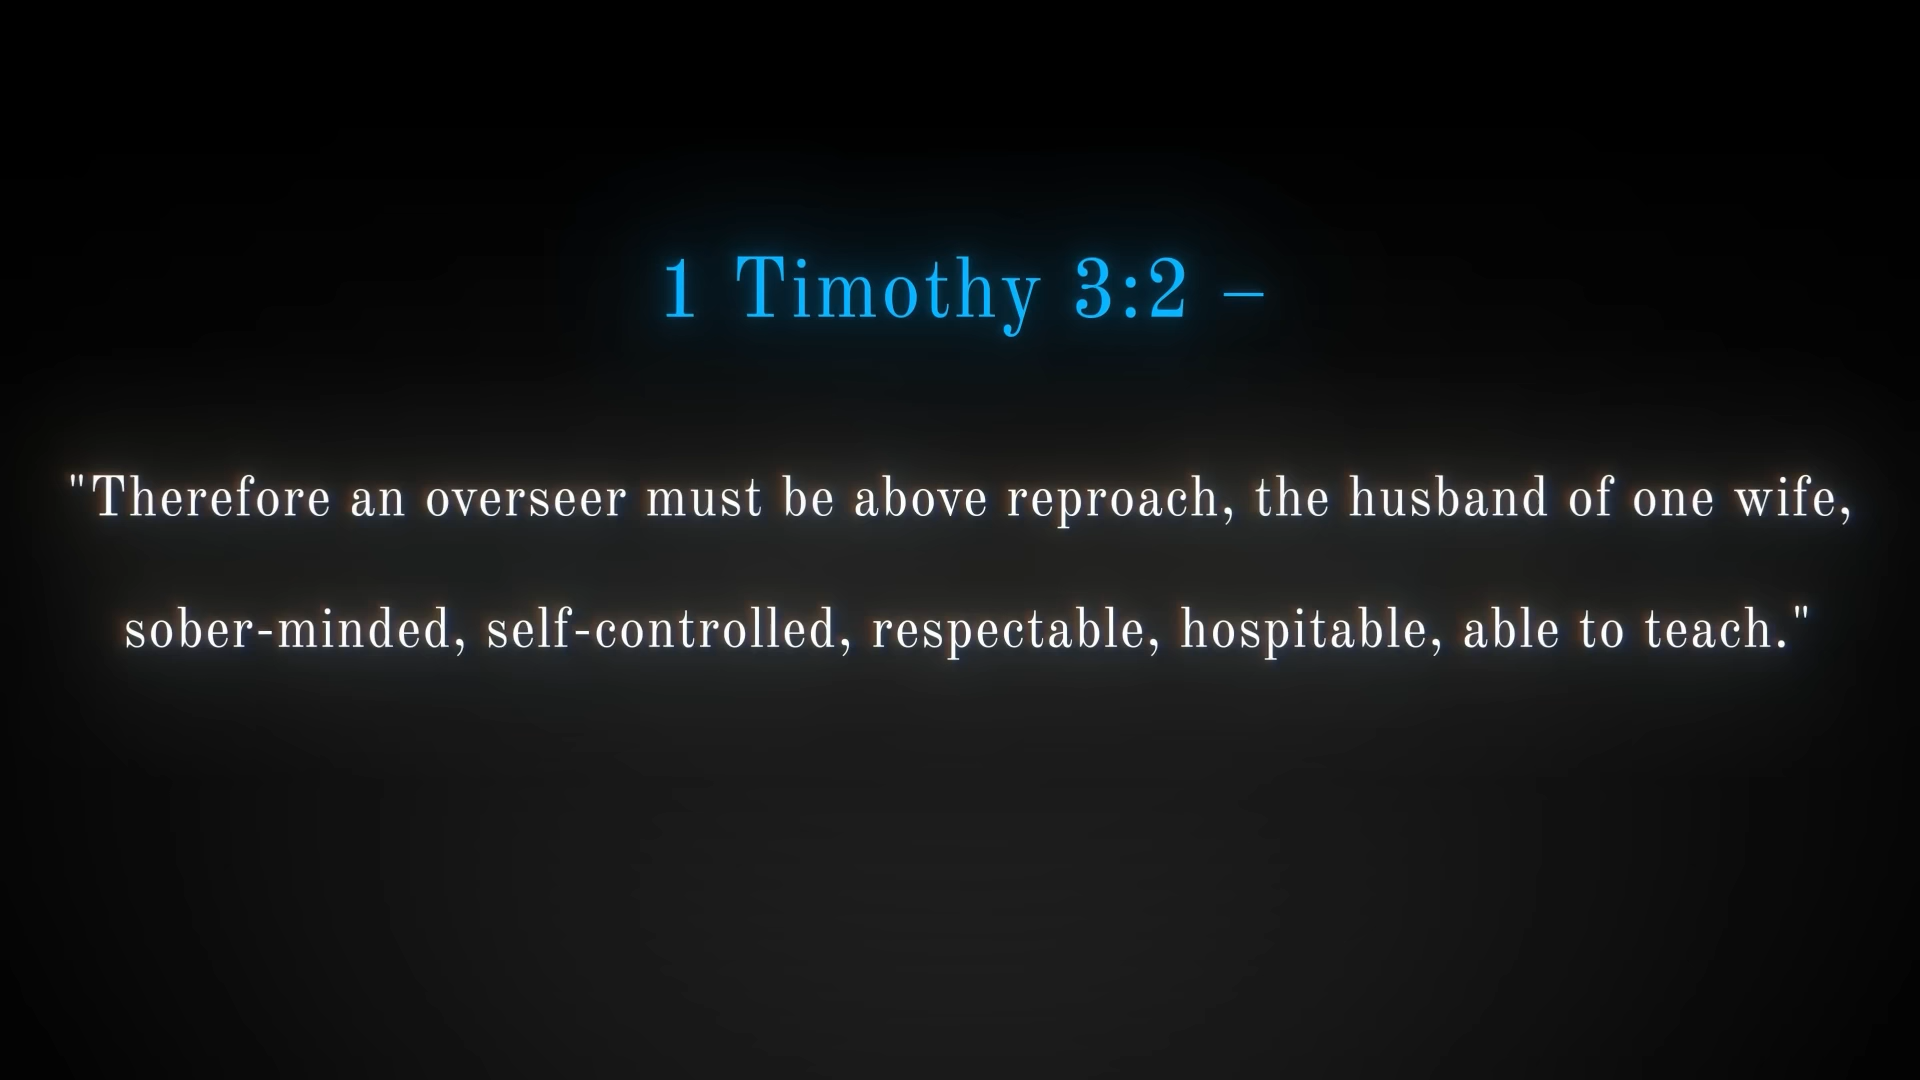 1 Timothy 3:2 –
"Therefore an overseer must be above reproach, the husband of one wife,
sober-minded, self-controlled, respectable, hospitable, able to teach."